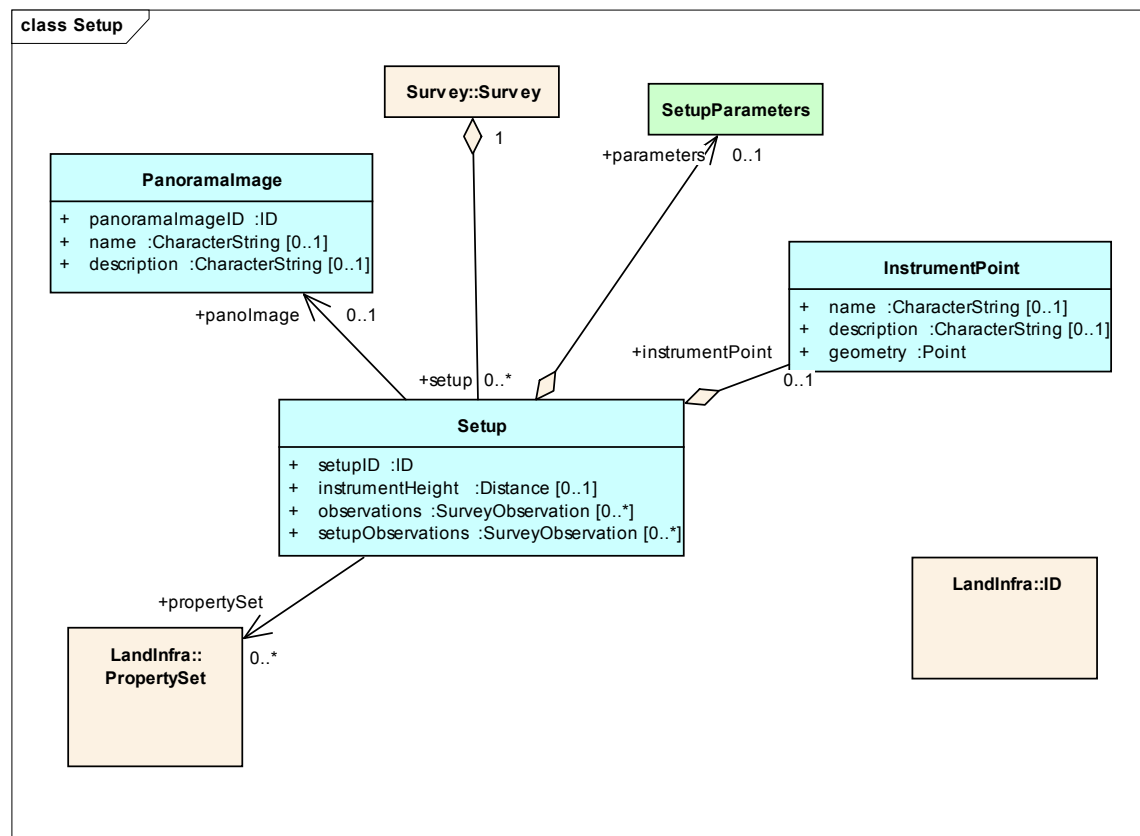 class Setup
Survey::Survey
1
SetupParameters
+parameters 0..1
PanoramaImage
+ panoramaImageID :ID
+ name :CharacterString [0..1]
+ description :CharacterString [0..1]
InstrumentPoint
+ name :CharacterString [0..1]
+ description :CharacterString [0..1]
+ geometry :Point
+panoImage 0..1
+instrumentPoint
0..1
+setup 0..*
Setup
+ setupID :ID
+ instrumentHeight :Distance [0..1]
+ observations :SurveyObservation [0..*]
+ setupObservations :SurveyObservation [0..*]
LandInfra::ID
+propertySet
0..*
LandInfra::
PropertySet